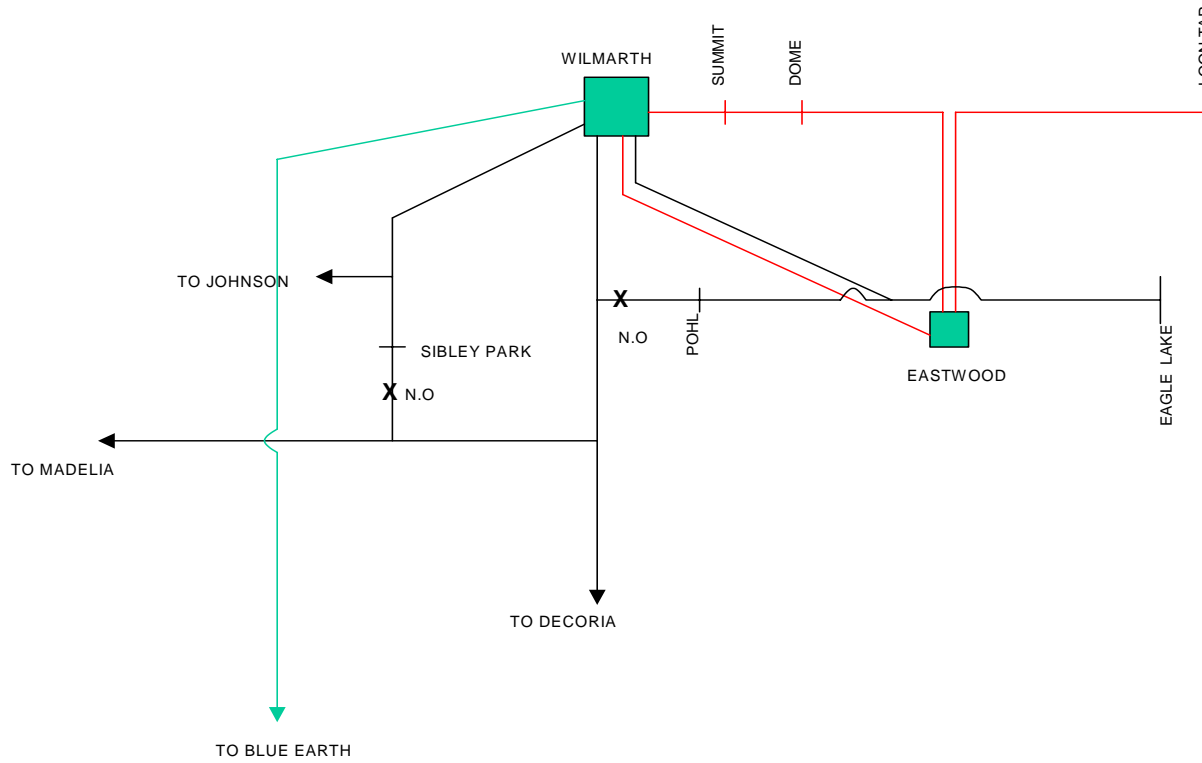 WILMARTH
SUMMIT
DOME
TO JOHNSON
SIBLEY PARK
X N.O
X
N.O
POHL
EASTWOOD
EAGLE LAKE
TO MADELIA
TO DECORIA
TO BLUE EARTH